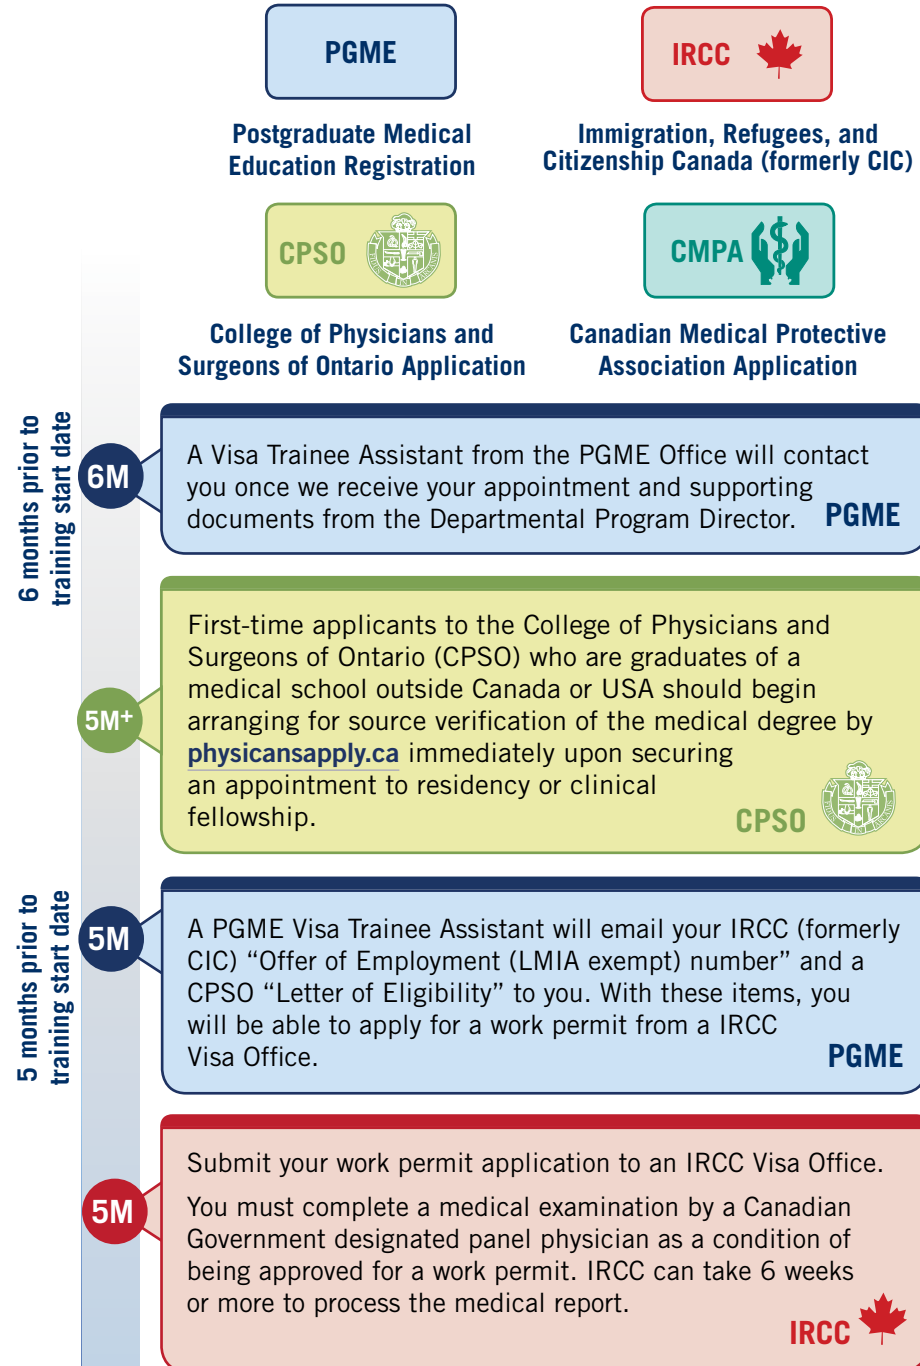 PGME
IRCC
Postgraduate Medical
Education Registration
Immigration, Refugees, and
Citizenship Canada (formerly CIC)
CPSO
CMPA
College of Physicians and
Surgeons of Ontario Application
Canadian Medical Protective
Association Application
6 months prior to
training start date
6M
A Visa Trainee Assistant from the PGME Office will contact
you once we receive your appointment and supporting
documents from the Departmental Program Director.
PGME
5M+
First-time applicants to the College of Physicians and
Surgeons of Ontario (CPSO) who are graduates of a
medical school outside Canada or USA should begin
arranging for source verification of the medical degree by
physicansapply.ca immediately upon securing
an appointment to residency or clinical
fellowship.
CPSO
5 months prior to
training start date
5M
A PGME Visa Trainee Assistant will email your IRCC (formerly
CIC) “Offer of Employment (LMIA exempt) number” and a
CPSO “Letter of Eligibility” to you. With these items, you
will be able to apply for a work permit from a IRCC
Visa Office.
PGME
5M
Submit your work permit application to an IRCC Visa Office.
You must complete a medical examination by a Canadian
Government designated panel physician as a condition of
being approved for a work permit. IRCC can take 6 weeks
or more to process the medical report.
IRCC